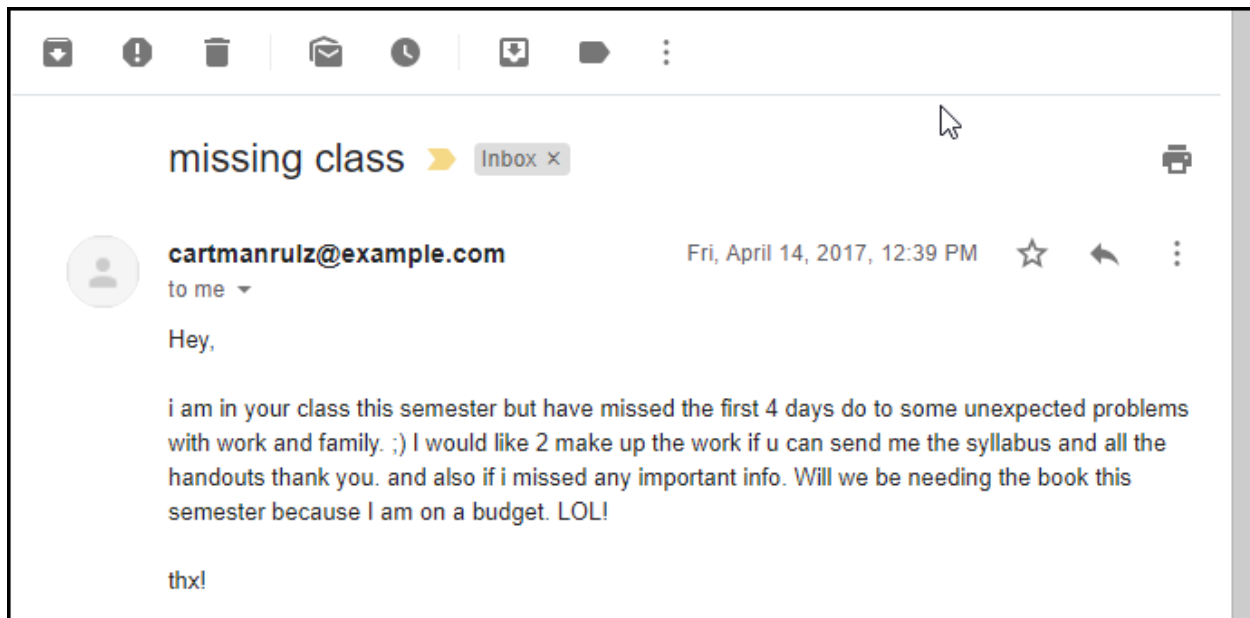 missing class Inbox ×
cartmanrulz@example.com Fri, April 14, 2017, 12:39 PM
to me
Hey,
i am in your class this semester but have missed the first 4 days do to some unexpected problems
with work and family. ;) I would like 2 make up the work if u can send me the syllabus and all the
handouts thank you. and also if i missed any important info. Will we be needing the book this
semester because I am on a budget. LOL!
thx!